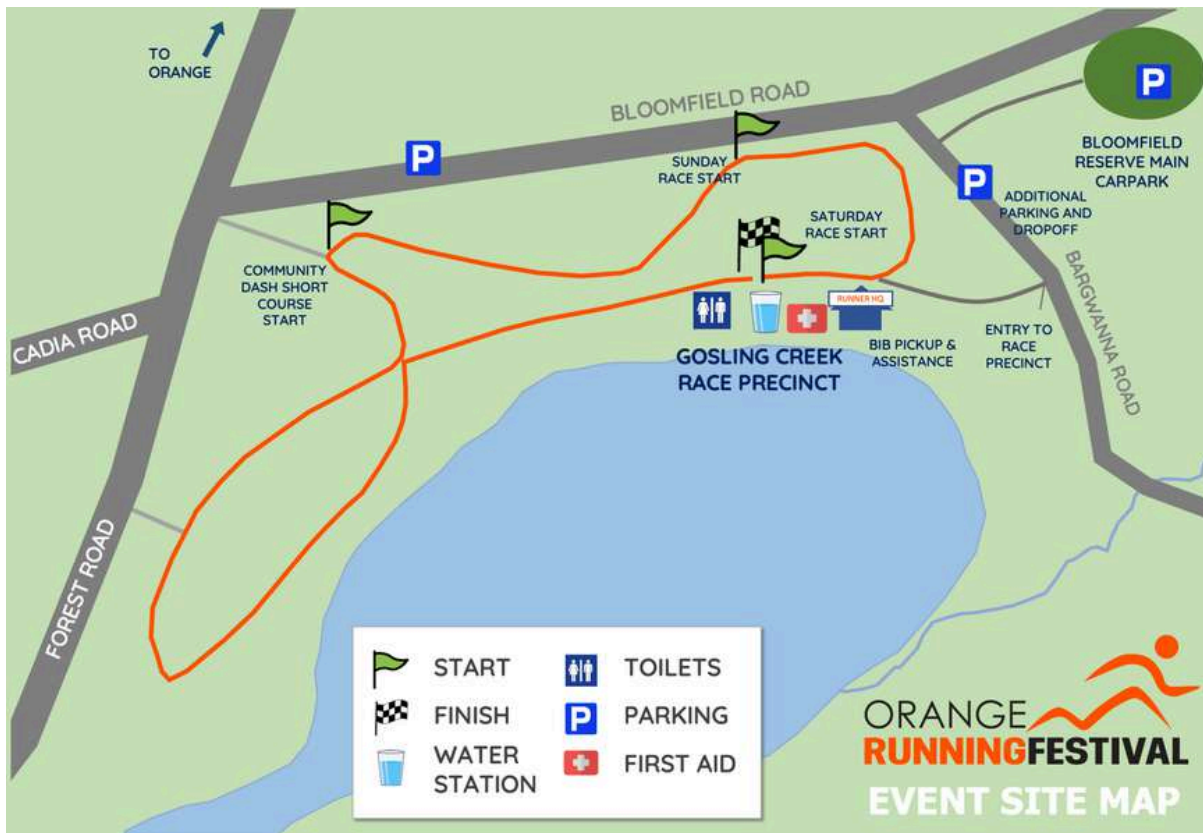 TO
ORANGE
BLOOMFIELD ROAD
P
P
BLOOMFIELD
RESERVE MAIN
CARPARK
SUNDAY
RACE START
P
ADDITIONAL
PARKING AND
DROPOFF
SATURDAY
RACE START
COMMUNITY
DASH SHORT
COURSE
START
RUNNER HQ
BIB PICKUP &
ASSISTANCE
ENTRY TO
RACE
PRECINCT
BARGWANNA ROAD
CADIA ROAD
GOSLING CREEK
RACE PRECINCT
FOREST ROAD
START
TOILETS
FINISH
P PARKING
WATER
STATION
FIRST AID
ORANGE
RUNNINGFESTIVAL
EVENT SITE MAP